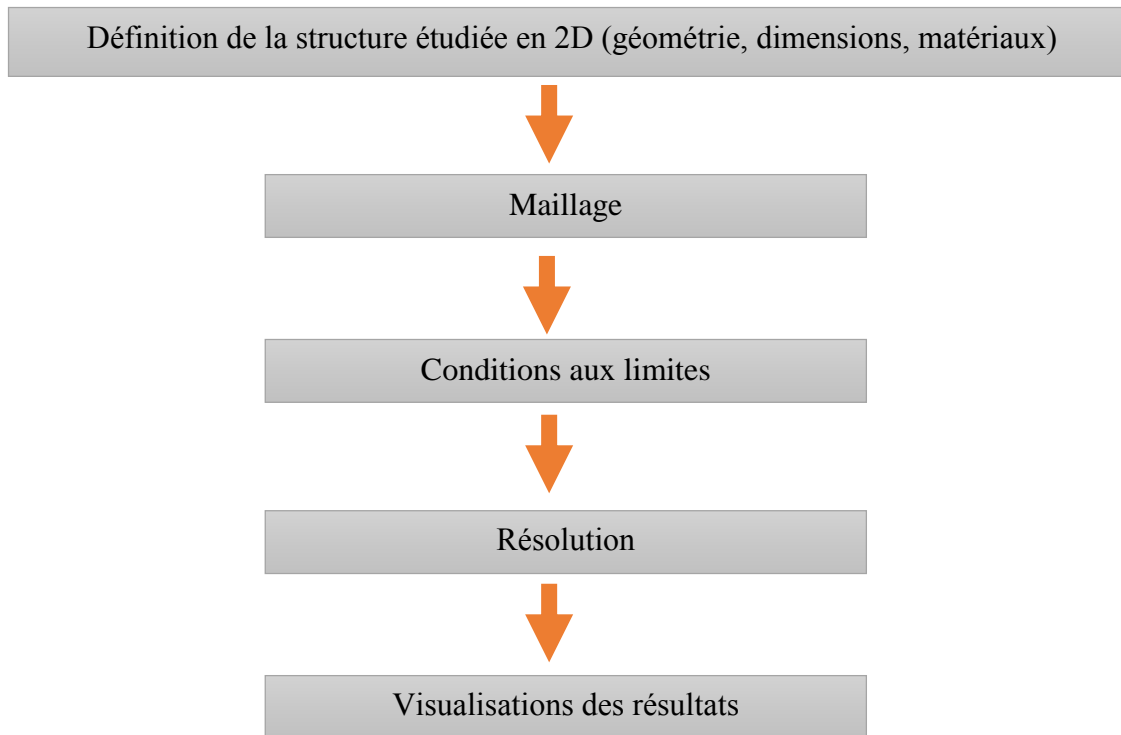 Définition de la structure étudiée en 2D (géométrie, dimensions, matériaux)
Maillage
Conditions aux limites
Résolution
Visualisations des résultats